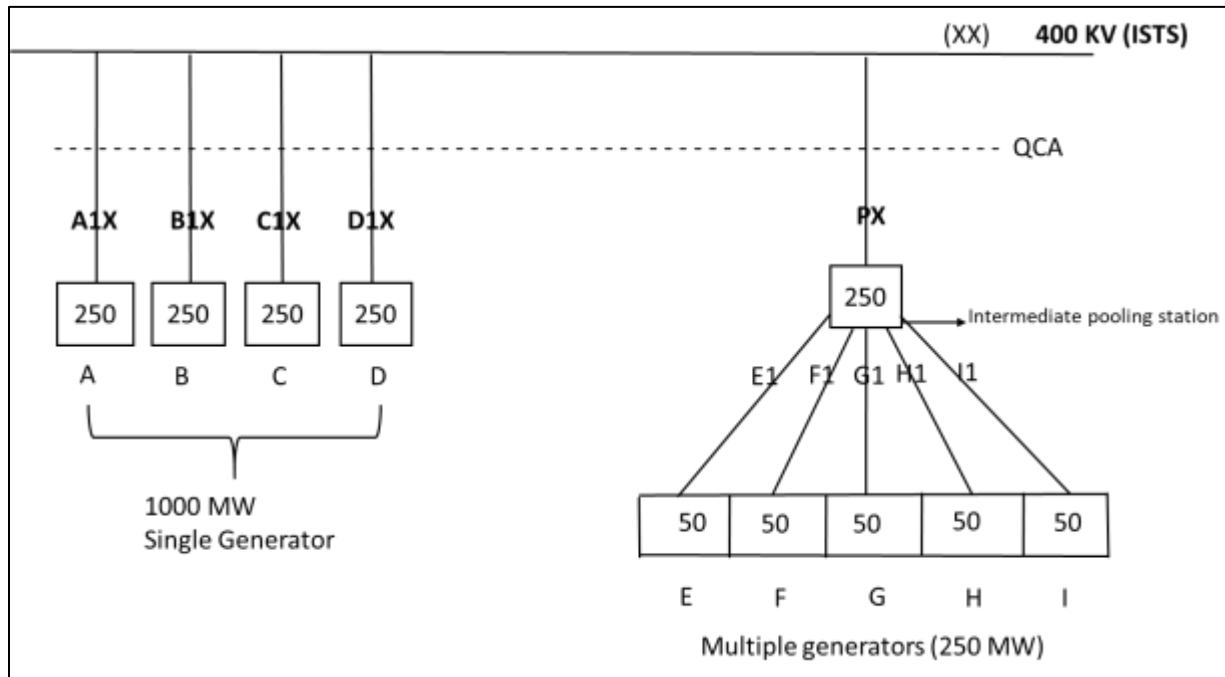 (XX) 400 KV (ISTS)
QCA
A1X B1X C1X D1X PX
250 250 250 250 250
Intermediate pooling station
A B C D
E1 F1 G1 H1 I1
1000 MW
Single Generator
50 50 50 50 50
E F G H I
Multiple generators (250 MW)